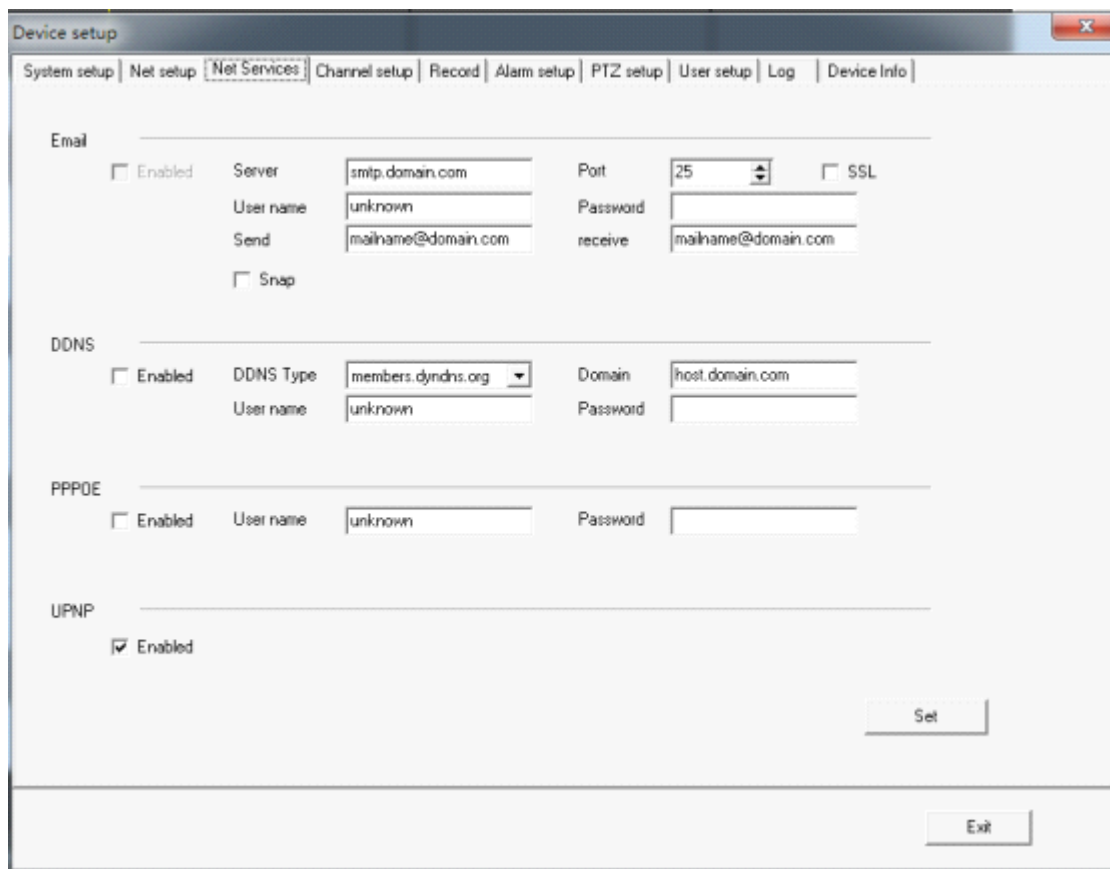 Device setup
System setup Net setup Net Services Channel setup Record Alarm setup PTZ setup User setup Log Device Info
Email
Enabled Server smtp.domain.com Port 25 SSL
User name unknown Password
Send mailname@domain.com receive mailname@domain.com
Snap
DDNS
Enabled DDNS Type members.dyndns.org Domain host.domain.com
User name unknown Password
PPPOE
Enabled User name unknown Password
UPNP
Enabled
Set
Exit